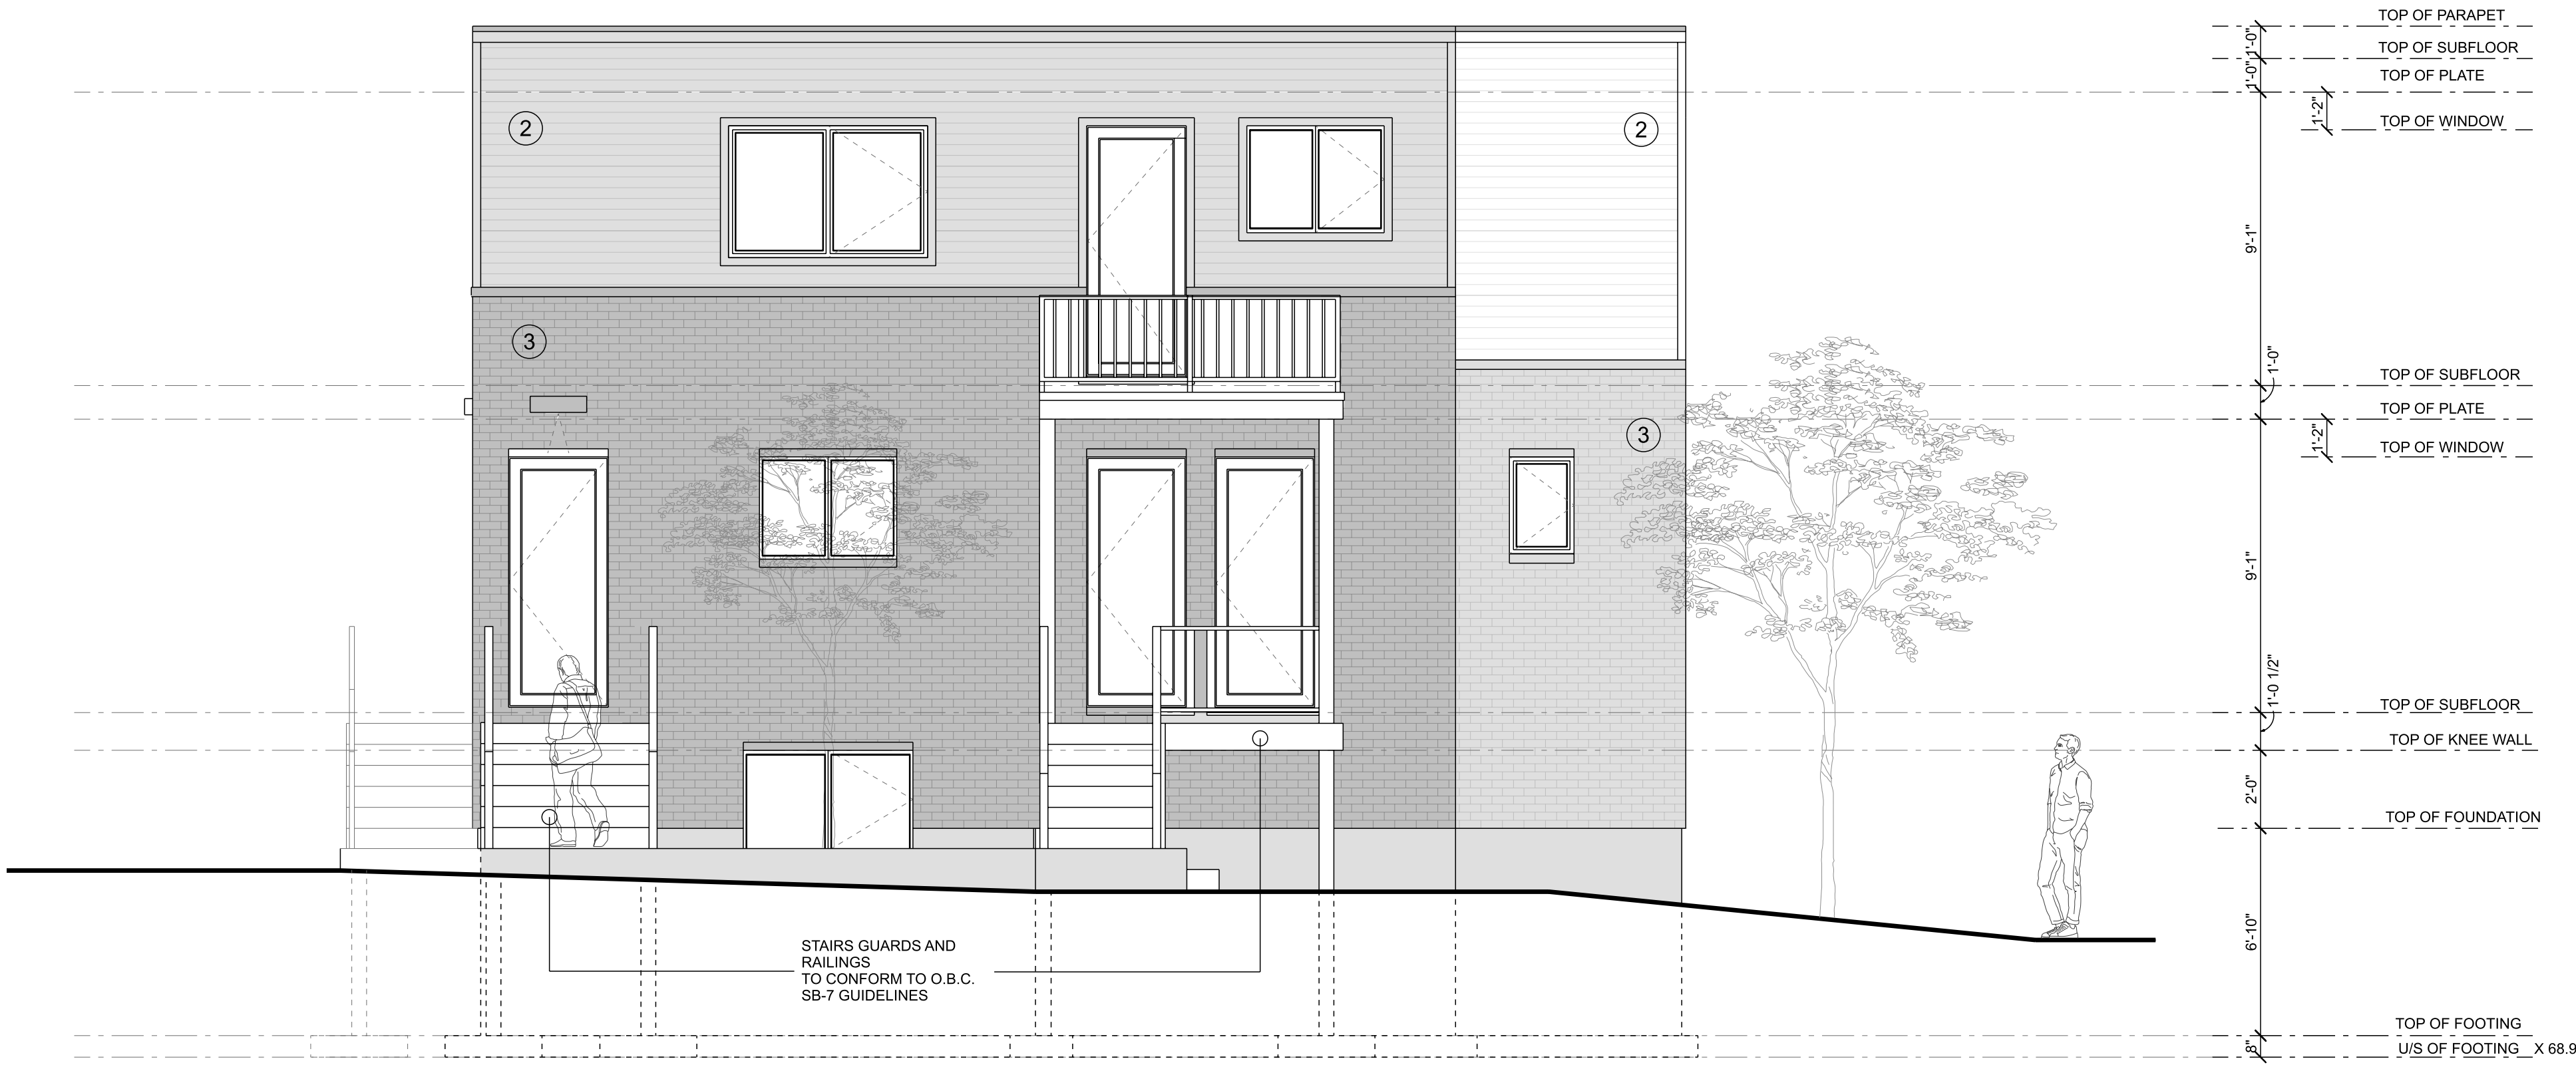 TOP OF PARAPET
1'-0"
TOP OF SUBFLOOR
1'-0"
TOP OF PLATE
1'-2"
TOP OF WINDOW
2
2
9'-1"
3
1'-0"
TOP OF SUBFLOOR
TOP OF PLATE
3
1'-2"
TOP OF WINDOW
9'-1"
1'-0 1/2"
TOP OF SUBFLOOR
TOP OF KNEE WALL
2'-0"
TOP OF FOUNDATION
6'-10"
STAIRS GUARDS AND
RAILINGS
TO CONFORM TO O.B.C.
SB-7 GUIDELINES
TOP OF FOOTING
8"
U/S OF FOOTING X 68.9